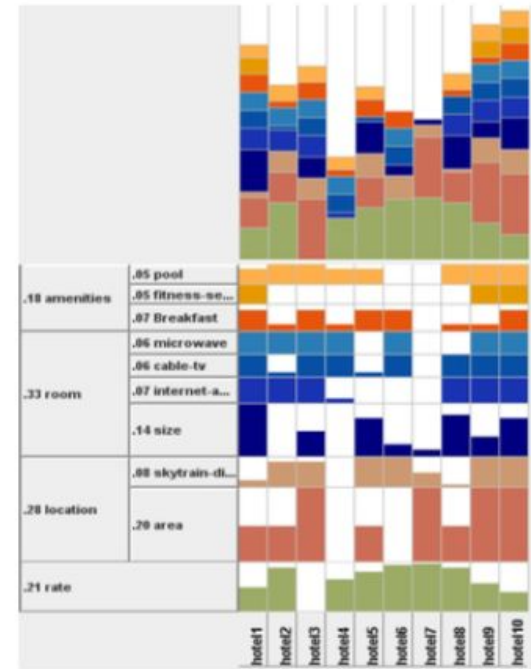 .18 amenities
.05 pool
.05 fitness-se...
.07 Breakfast
.33 room
.06 microwave
.06 cable-tv
.07 internet-a...
.14 size
.28 location
.08 skytrain-di...
.20 area
.21 rate
hotel1
hotel2
hotel3
hotel4
hotel5
hotel6
hotel7
hotel8
hotel9
hotel10